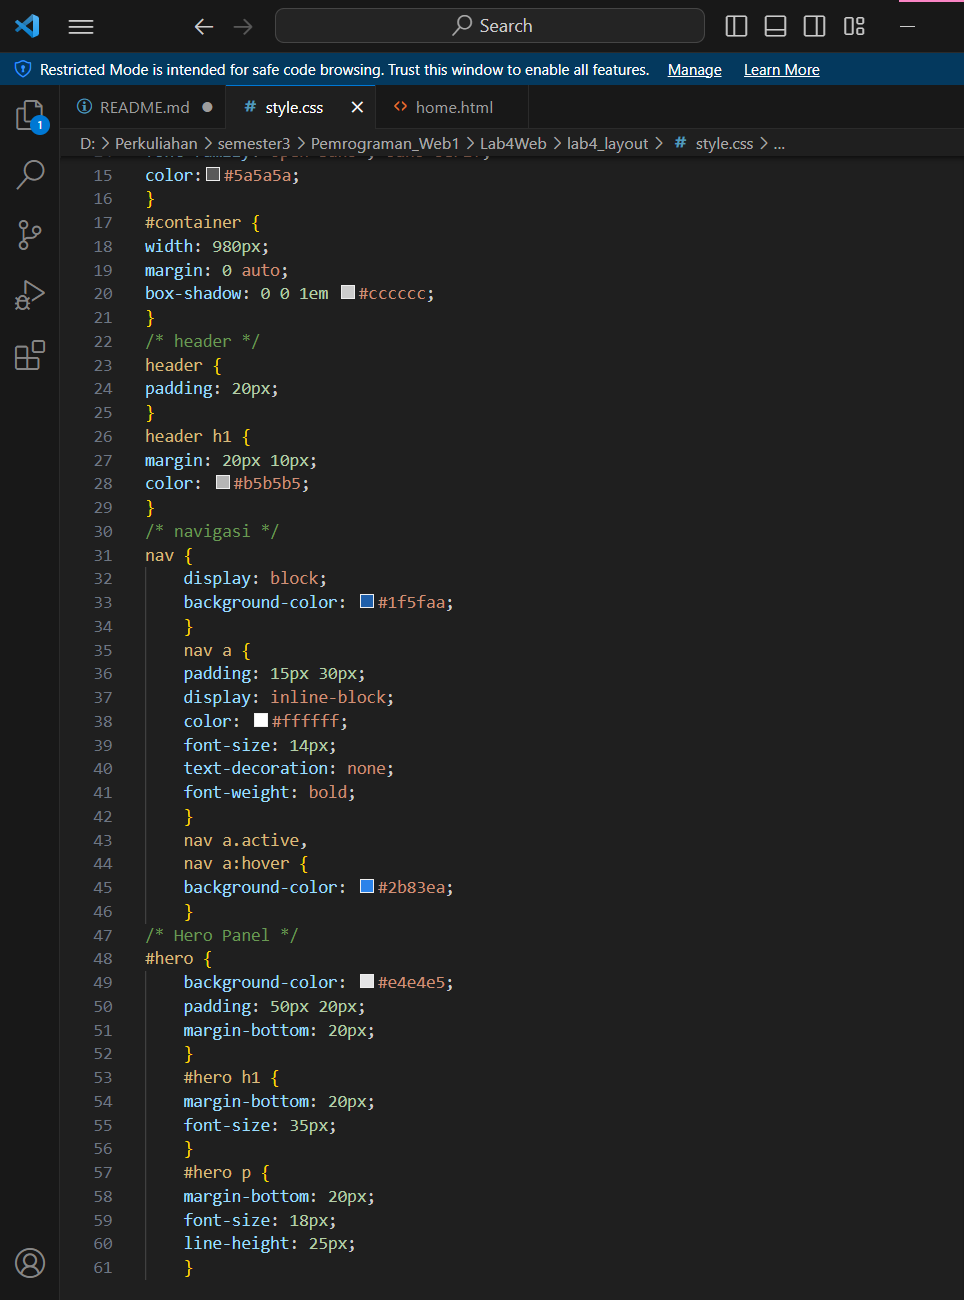 Search
Restricted Mode is intended for safe code browsing. Trust this window to enable all features. Manage Learn More
README.md # style.css <> home.html
1
D: > Perkuliahan > semester3 > Pemrograman_Web1 > Lab4Web > lab4_layout > # style.css > ...
15 color: #5a5a5a;
16 }
17 #container {
18 width: 980px;
19 margin: 0 auto;
20 box-shadow: 0 0 1em #cccccc;
21 }
22 /* header */
23 header {
24 padding: 20px;
25 }
26 header h1 {
27 margin: 20px 10px;
28 color: #b5b5b5;
29 }
30 /* navigasi */
31 nav {
32 display: block;
33 background-color: #1f5faa;
34 }
35 nav a {
36 padding: 15px 30px;
37 display: inline-block;
38 color: #ffffff;
39 font-size: 14px;
40 text-decoration: none;
41 font-weight: bold;
42 }
43 nav a.active,
44 nav a:hover {
45 background-color: #2b83ea;
46 }
47 /* Hero Panel */
48 #hero {
49 background-color: #e4e4e5;
50 padding: 50px 20px;
51 margin-bottom: 20px;
52 }
53 #hero h1 {
54 margin-bottom: 20px;
55 font-size: 35px;
56 }
57 #hero p {
58 margin-bottom: 20px;
59 font-size: 18px;
60 line-height: 25px;
61 }